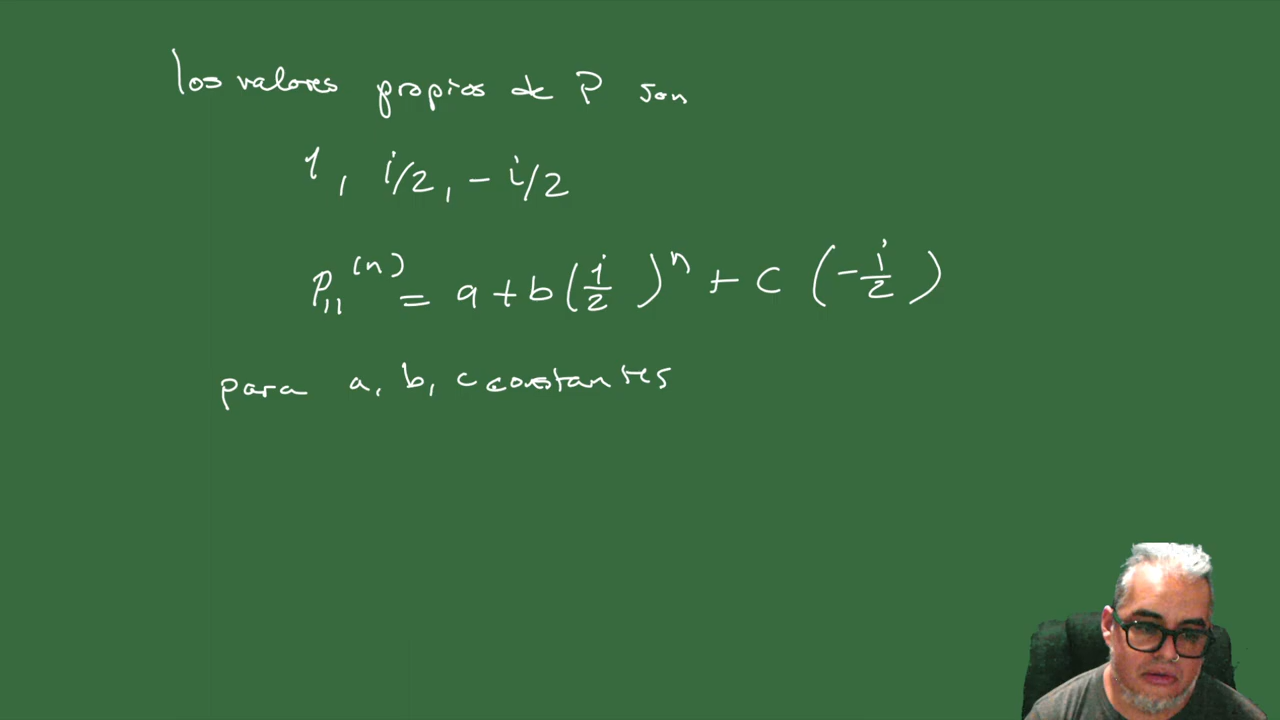 los valores propios de P son
1, i/2, - i/2
P₁₁⁽ⁿ⁾ = a + b (i/2)ⁿ + c (- i/2)
para a, b, c constantes